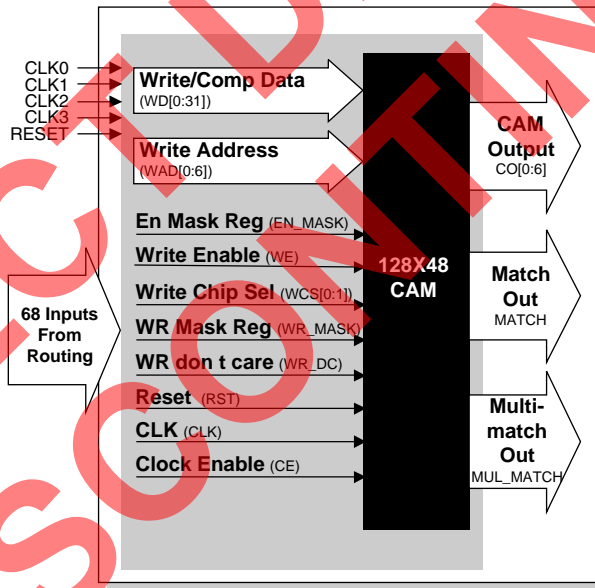 CLK0
CLK1
CLK2
CLK3
RESET
Write/Comp Data
(WD[0:31])
Write Address
(WAD[0:6])
En Mask Reg (EN_MASK)
Write Enable (WE)
Write Chip Sel (WCS[0:1])
WR Mask Reg (WR_MASK)
WR don t care (WR_DC)
Reset (RST)
CLK (CLK)
Clock Enable (CE)
68 Inputs
From
Routing
128X48
CAM
CAM
Output
CO[0:6]
Match
Out
MATCH
Multi-
match
Out
MUL_MATCH